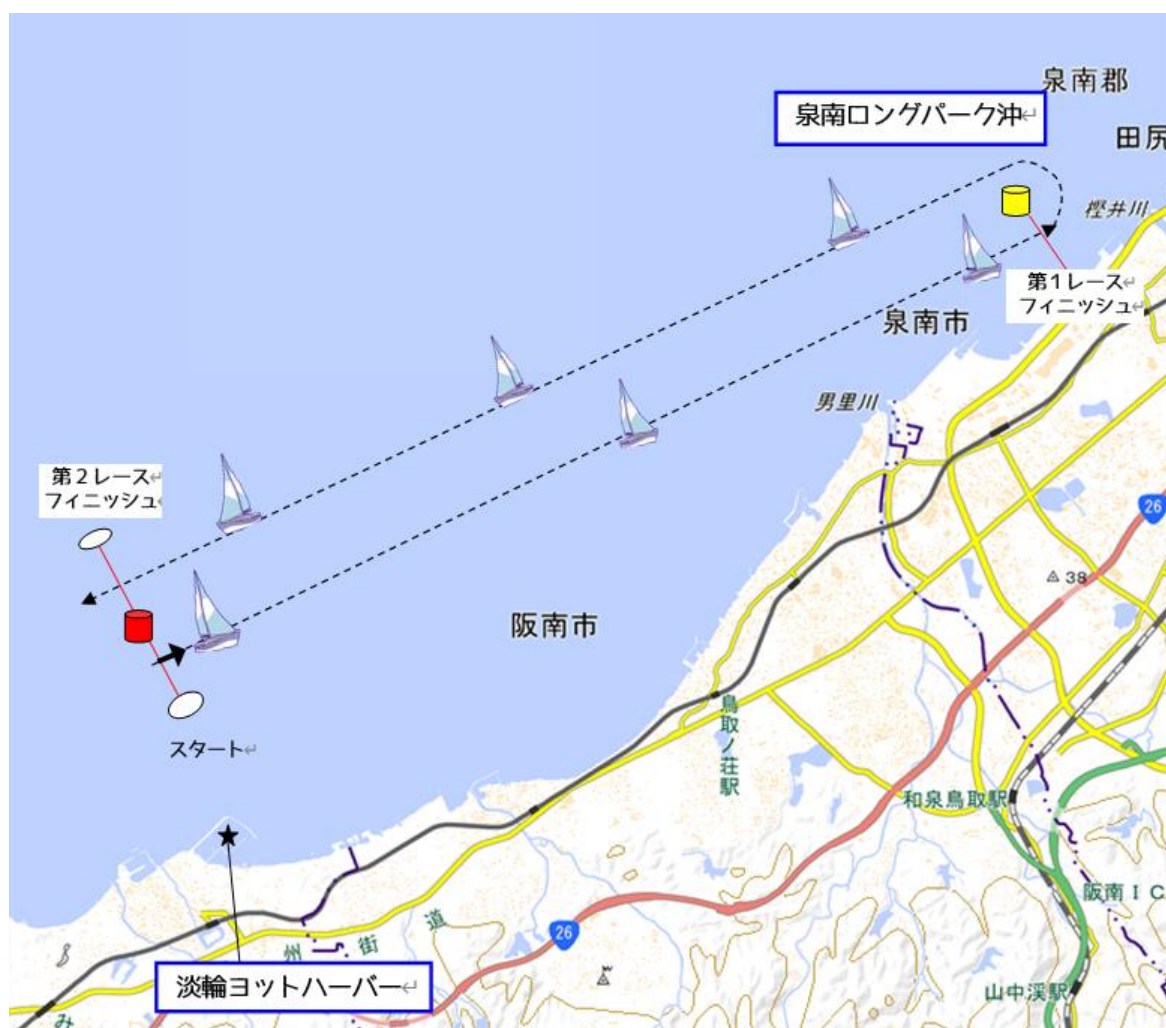 泉南郡
泉南ロングパーク沖
田尻
樫井川
第1レース
フィニッシュ
泉南市
男里川
第2レース
フィニッシュ
26
38
阪南市
スタート
鳥取ノ荘駅
和泉鳥取駅
阪南IC
州街道
26
淡輪ヨットハーバー
山中渓駅
み